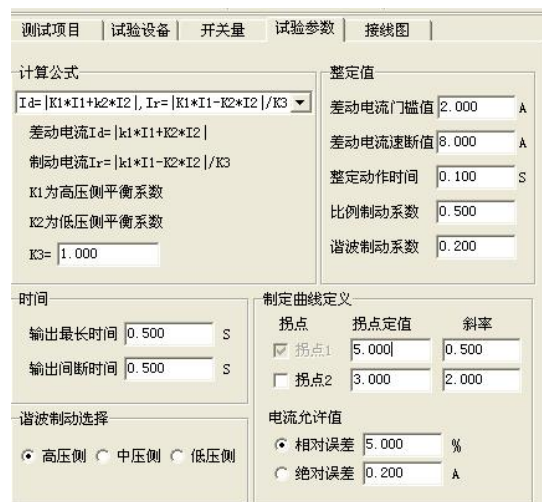 测试项目 试验设备 开关量 试验参数 接线图
计算公式
Id=|K1*I1+k2*I2|,Ir=|K1*I1-K2*I2|/K3
差动电流Id=|k1*I1+K2*I2|
制动电流Ir=|k1*I1-K2*I2|/K3
K1为高压侧平衡系数
K2为低压侧平衡系数
K3= 1.000
整定值
差动电流门槛值 2.000 A
差动电流速断值 8.000 A
整定动作时间 0.100 S
比例制动系数 0.500
谐波制动系数 0.200
时间
输出最长时间 0.500 S
输出间断时间 0.500 S
谐波制动选择
高压侧 中压侧 低压侧
制定曲线定义
拐点 拐点定值 斜率
拐点1 5.000 0.500
拐点2 3.000 2.000
电流允许值
相对误差 5.000 %
绝对误差 0.200 A